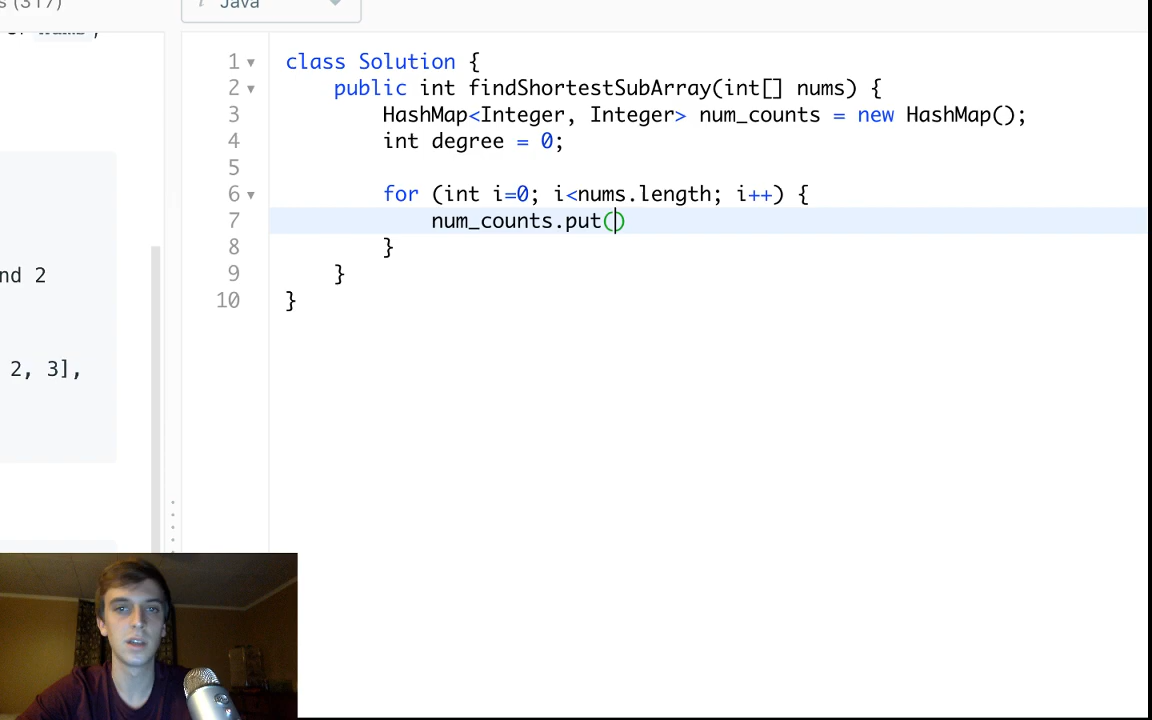 (317)
Java
1 class Solution {
2 public int findShortestSubArray(int[] nums) {
3 HashMap<Integer, Integer> num_counts = new HashMap();
4 int degree = 0;
5
6 for (int i=0; i<nums.length; i++) {
7 num_counts.put()
8 }
9 }
10 }
nd 2
2, 3],